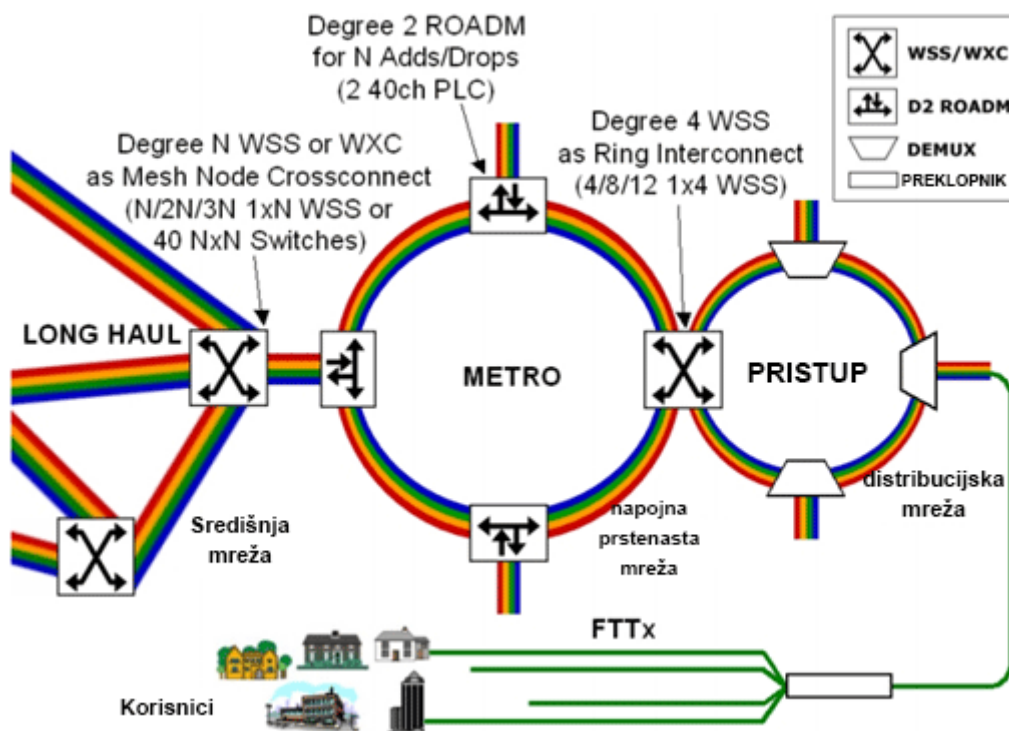 Degree 2 ROADM
for N Adds/Drops
(2 40ch PLC)
WSS/WXC
D2 ROADM
DEMUX
PREKLOPNIK
Degree N WSS or WXC
as Mesh Node Crossconnect
(N/2N/3N 1xN WSS or
40 NxN Switches)
Degree 4 WSS
as Ring Interconnect
(4/8/12 1x4 WSS)
LONG HAUL
METRO
PRISTUP
Središnja
mreža
napojna
prstenasta
mreža
distribucijska
mreža
FTTx
Korisnici